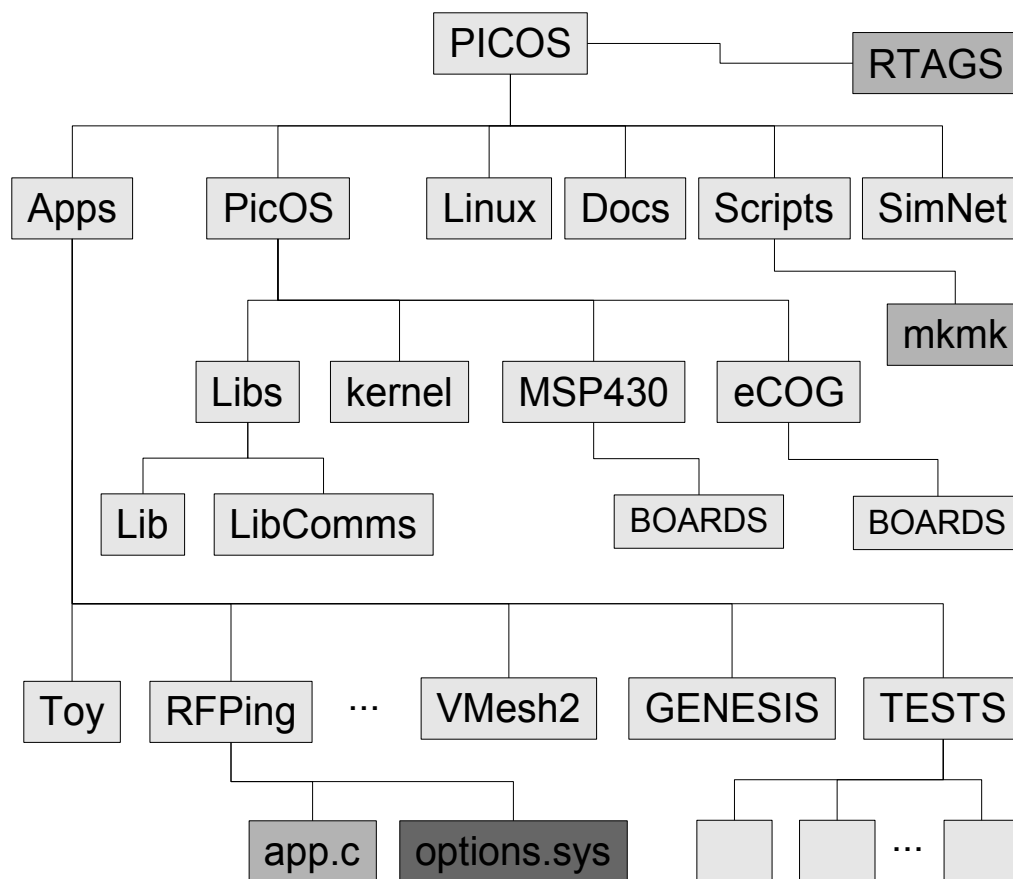 PICOS
RTAGS
Apps
PicOS
Linux
Docs
Scripts
SimNet
mkmk
Libs
kernel
MSP430
eCOG
Lib
LibComms
BOARDS
BOARDS
Toy
RFPing
...
VMesh2
GENESIS
TESTS
app.c
options.sys
...